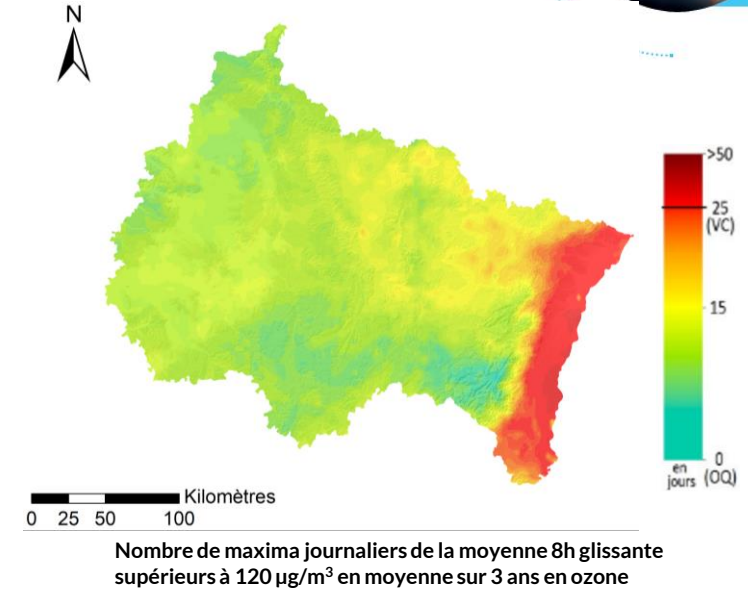 N
>50
25
(VC)
15
0
en
jours (OQ)
Kilomètres
0 25 50 100
Nombre de maxima journaliers de la moyenne 8h glissante
supérieurs à 120 µg/m³ en moyenne sur 3 ans en ozone